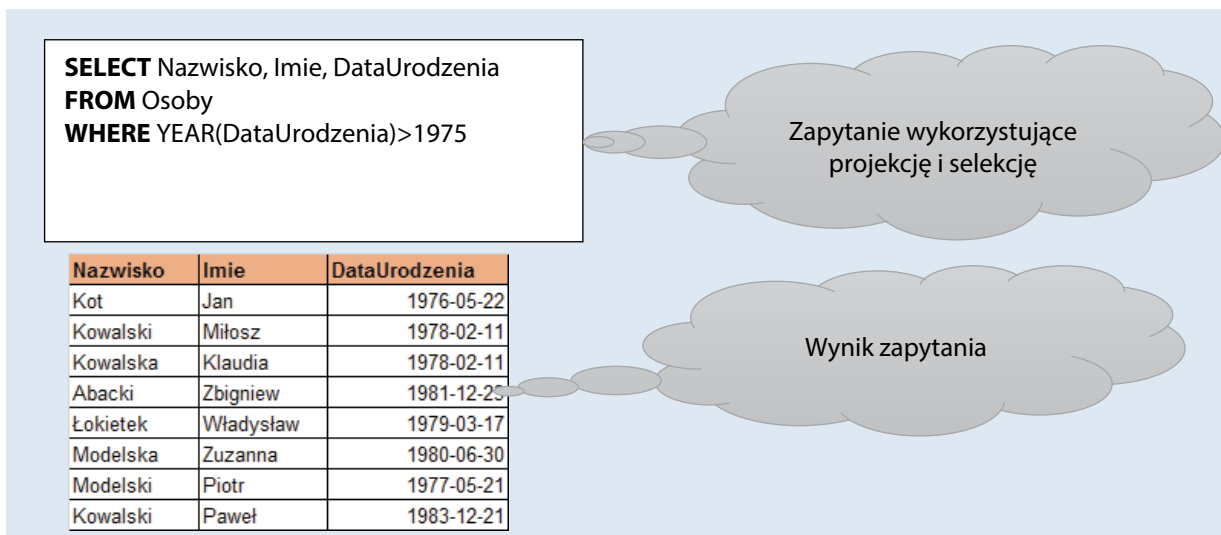 SELECT Nazwisko, Imie, DataUrodzenia
FROM Osoby
WHERE YEAR(DataUrodzenia)>1975
Zapytanie wykorzystujące
projekcję i selekcję
Nazwisko Imie DataUrodzenia
Kot Jan 1976-05-22
Kowalski Miłosz 1978-02-11
Kowalska Klaudia 1978-02-11
Abacki Zbigniew
Łokietek Władysław 1979-03-17
Modelska Zuzanna 1980-06-30
Modelski Piotr 1977-05-21
Kowalski Paweł 1983-12-21
Wynik zapytania